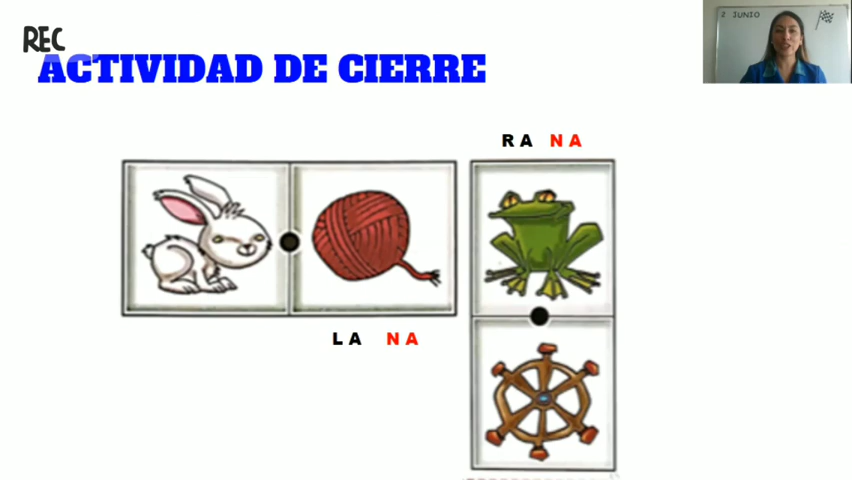 REC
ACTIVIDAD DE CIERRE
2 JUNIO
RA NA
LA NA